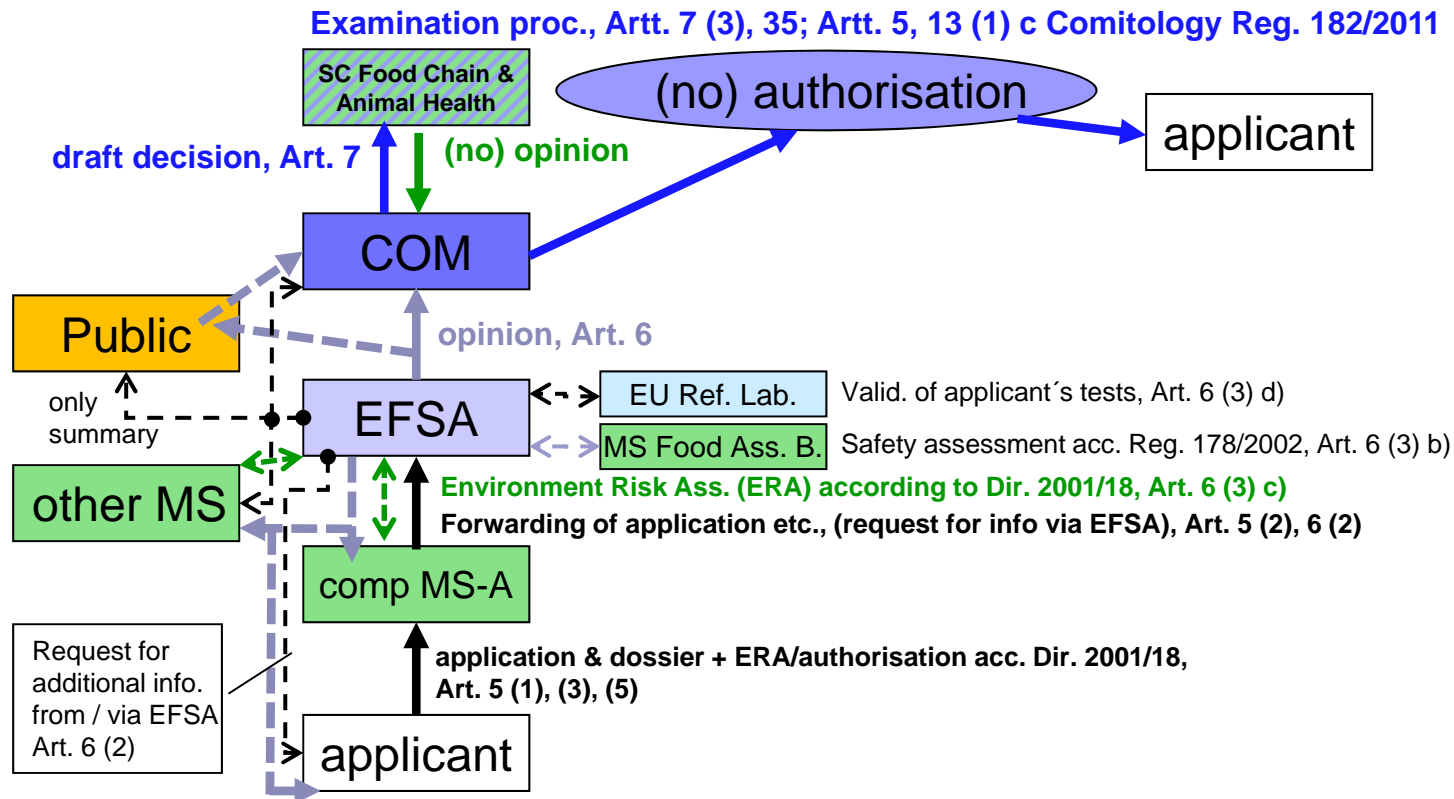 Examination proc., Artt. 7 (3), 35; Artt. 5, 13 (1) c Comitology Reg. 182/2011
SC Food Chain &
Animal Health
(no) authorisation
applicant
draft decision, Art. 7
(no) opinion
COM
Public
opinion, Art. 6
only
summary
EFSA
EU Ref. Lab.
Valid. of applicant´s tests, Art. 6 (3) d)
MS Food Ass. B.
Safety assessment acc. Reg. 178/2002, Art. 6 (3) b)
other MS
Environment Risk Ass. (ERA) according to Dir. 2001/18, Art. 6 (3) c)
Forwarding of application etc., (request for info via EFSA), Art. 5 (2), 6 (2)
comp MS-A
Request for
additional info.
from / via EFSA
Art. 6 (2)
application & dossier + ERA/authorisation acc. Dir. 2001/18,
Art. 5 (1), (3), (5)
applicant